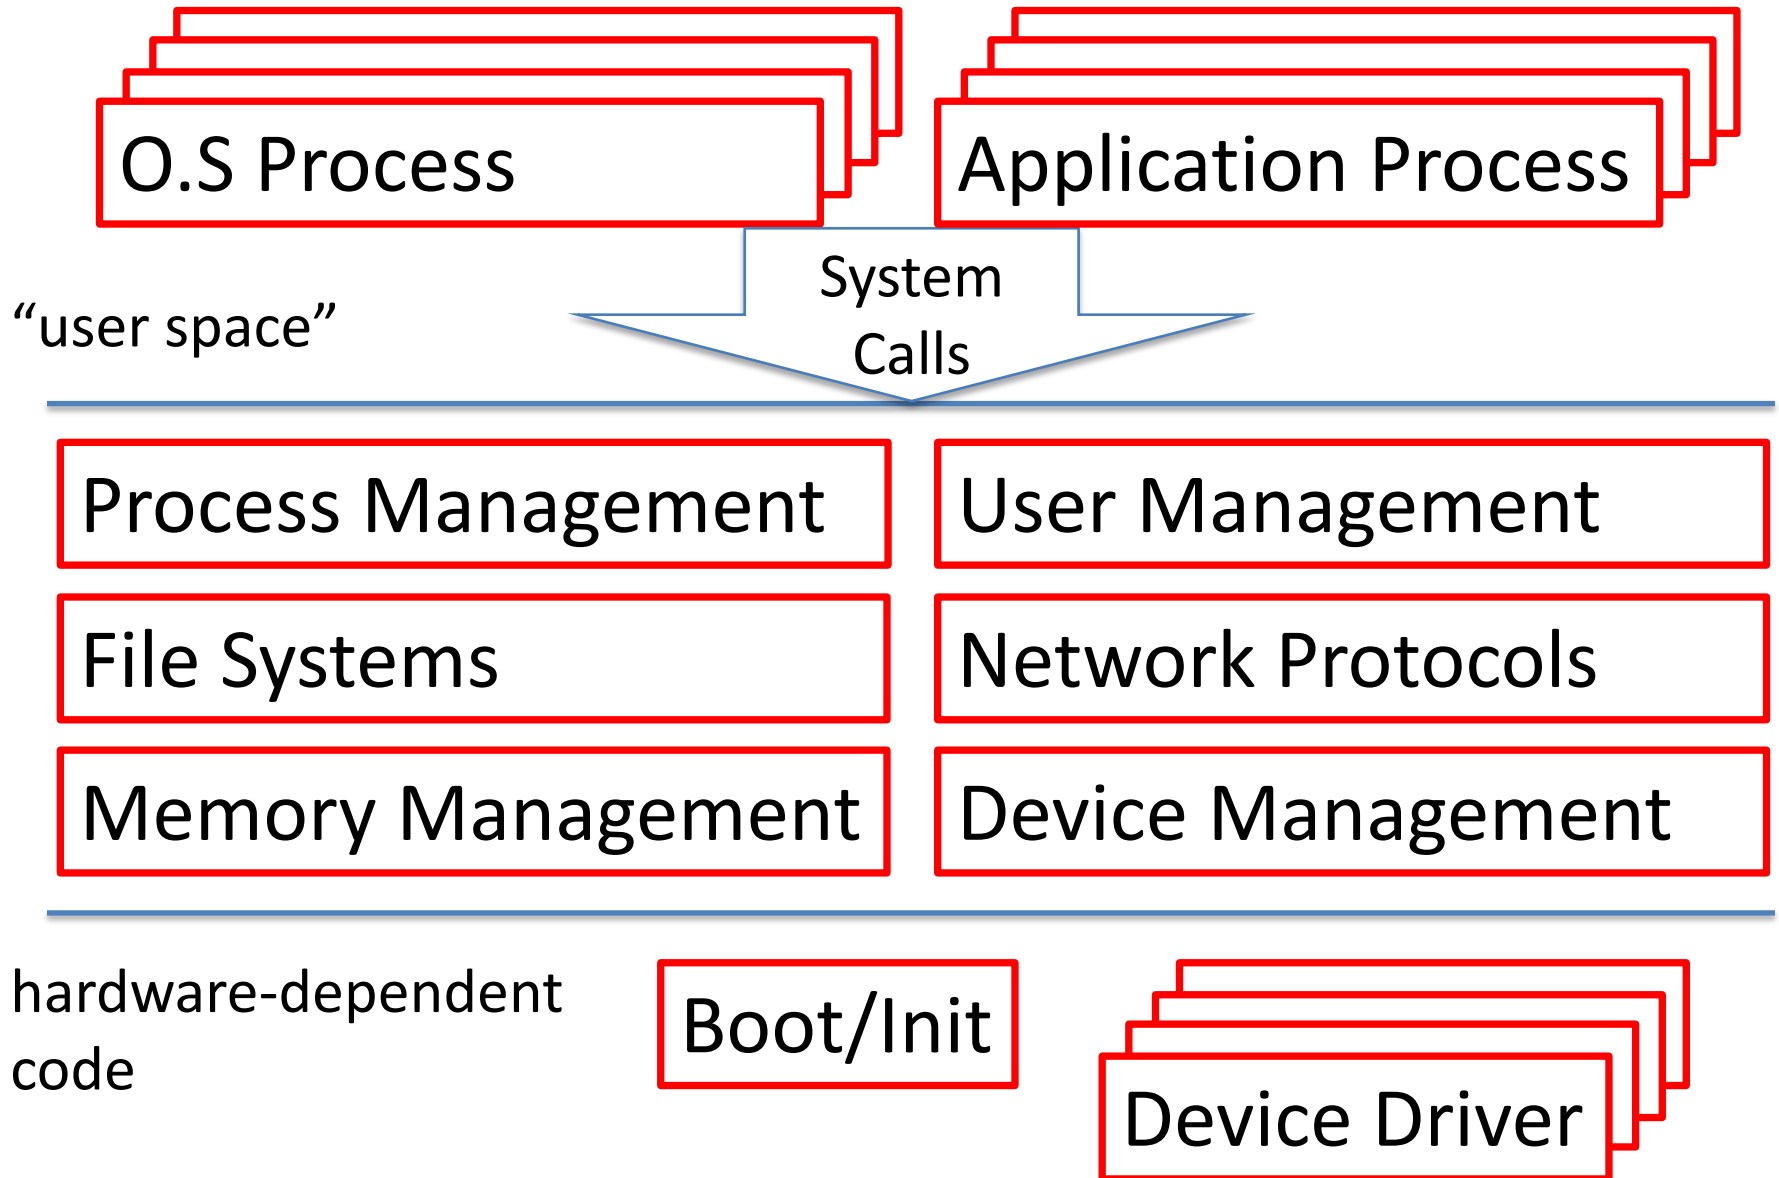 O.S Process
Application Process
System
Calls
“user space”
Process Management
User Management
File Systems
Network Protocols
Memory Management
Device Management
hardware-dependent
code
Boot/Init
Device Driver